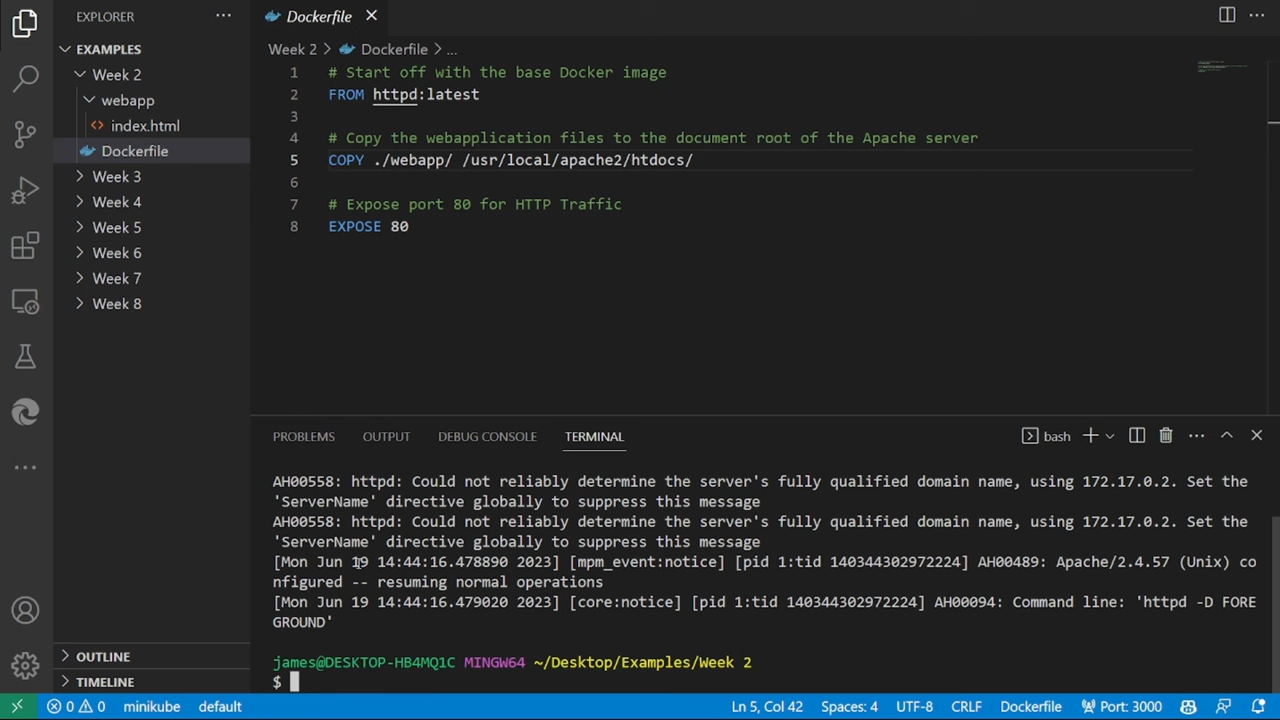 EXPLORER
EXAMPLES
Week 2
webapp
index.html
Dockerfile
Week 3
Week 4
Week 5
Week 6
Week 7
Week 8
OUTLINE
TIMELINE
Dockerfile
Week 2 > Dockerfile > ...
1 # Start off with the base Docker image
2 FROM httpd:latest
3
4 # Copy the webapplication files to the document root of the Apache server
5 COPY ./webapp/ /usr/local/apache2/htdocs/
6
7 # Expose port 80 for HTTP Traffic
8 EXPOSE 80
PROBLEMS OUTPUT DEBUG CONSOLE TERMINAL bash
AH00558: httpd: Could not reliably determine the server's fully qualified domain name, using 172.17.0.2. Set the
'ServerName' directive globally to suppress this message
AH00558: httpd: Could not reliably determine the server's fully qualified domain name, using 172.17.0.2. Set the
'ServerName' directive globally to suppress this message
[Mon Jun 19 14:44:16.478890 2023] [mpm_event:notice] [pid 1:tid 140344302972224] AH00489: Apache/2.4.57 (Unix) co
nfigured -- resuming normal operations
[Mon Jun 19 14:44:16.479020 2023] [core:notice] [pid 1:tid 140344302972224] AH00094: Command line: 'httpd -D FORE
GROUND'
james@DESKTOP-HB4MQ1C MINGW64 ~/Desktop/Examples/Week 2
$
0 0 minikube default Ln 5, Col 42 Spaces: 4 UTF-8 CRLF Dockerfile Port: 3000